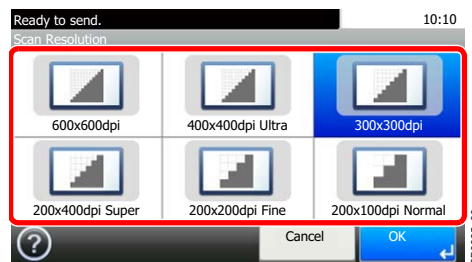 Ready to send. 10:10
Scan Resolution
600x600dpi 400x400dpi Ultra 300x300dpi
200x400dpi Super 200x200dpi Fine 200x100dpi Normal
? Cancel OK